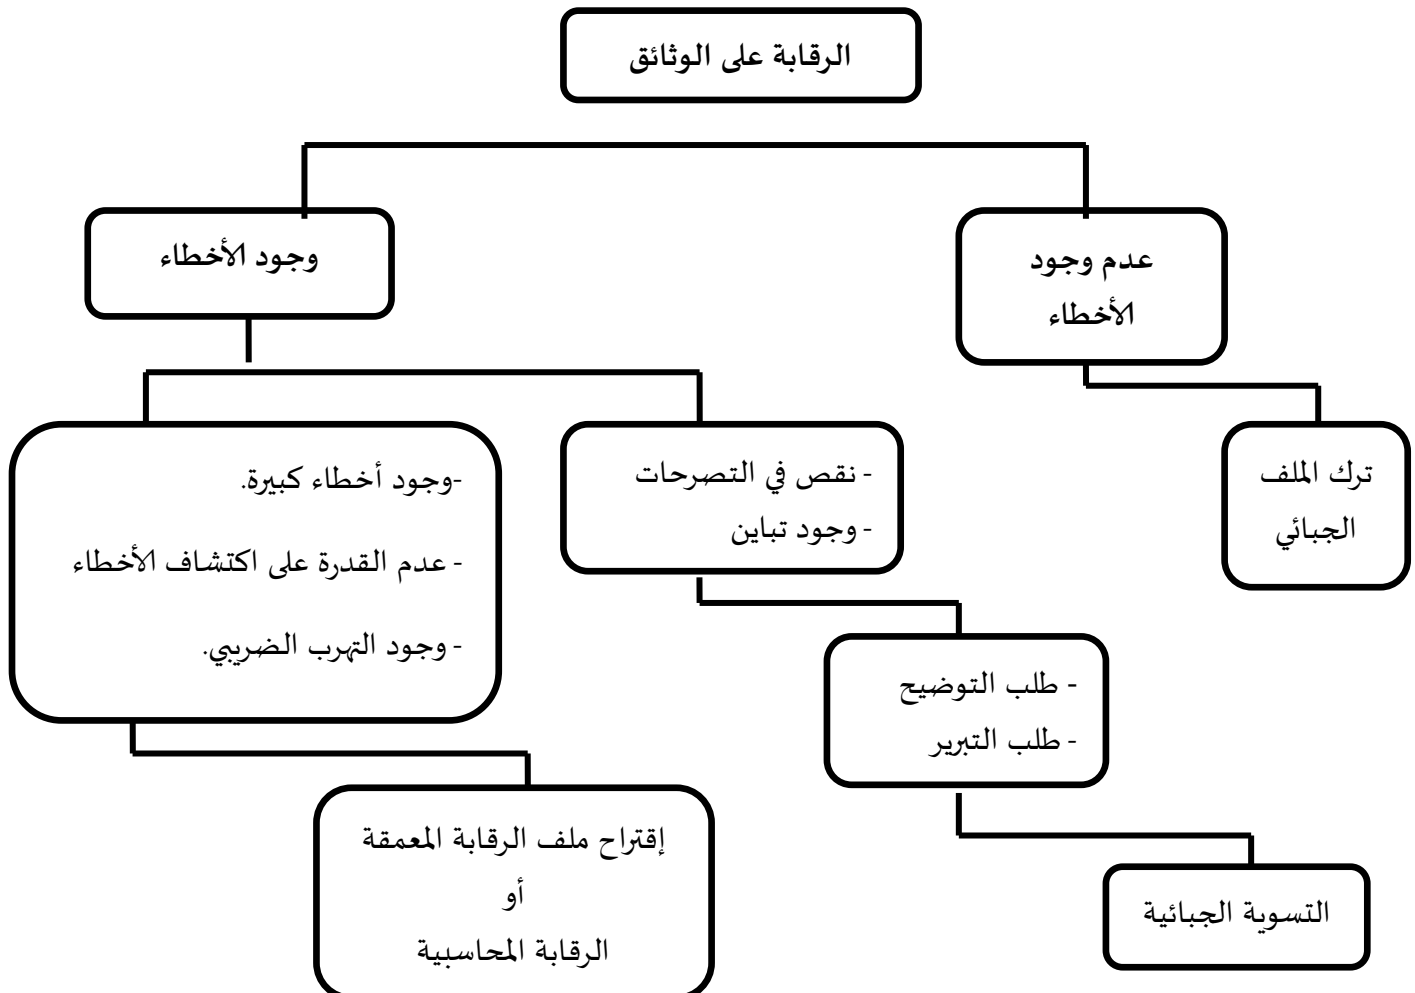 الرقابة على الوثائق
عدم وجود
الأخطاء
وجود الأخطاء
ترك الملف
الجبائي
- نقص في التصرحات
- وجود تباين
-وجود أخطاء كبيرة.
- عدم القدرة على اكتشاف الأخطاء
- وجود التهرب الضريبي.
- طلب التوضيح
- طلب التبرير
إقتراح ملف الرقابة المعمقة
أو
الرقابة المحاسبية
التسوية الجبائية